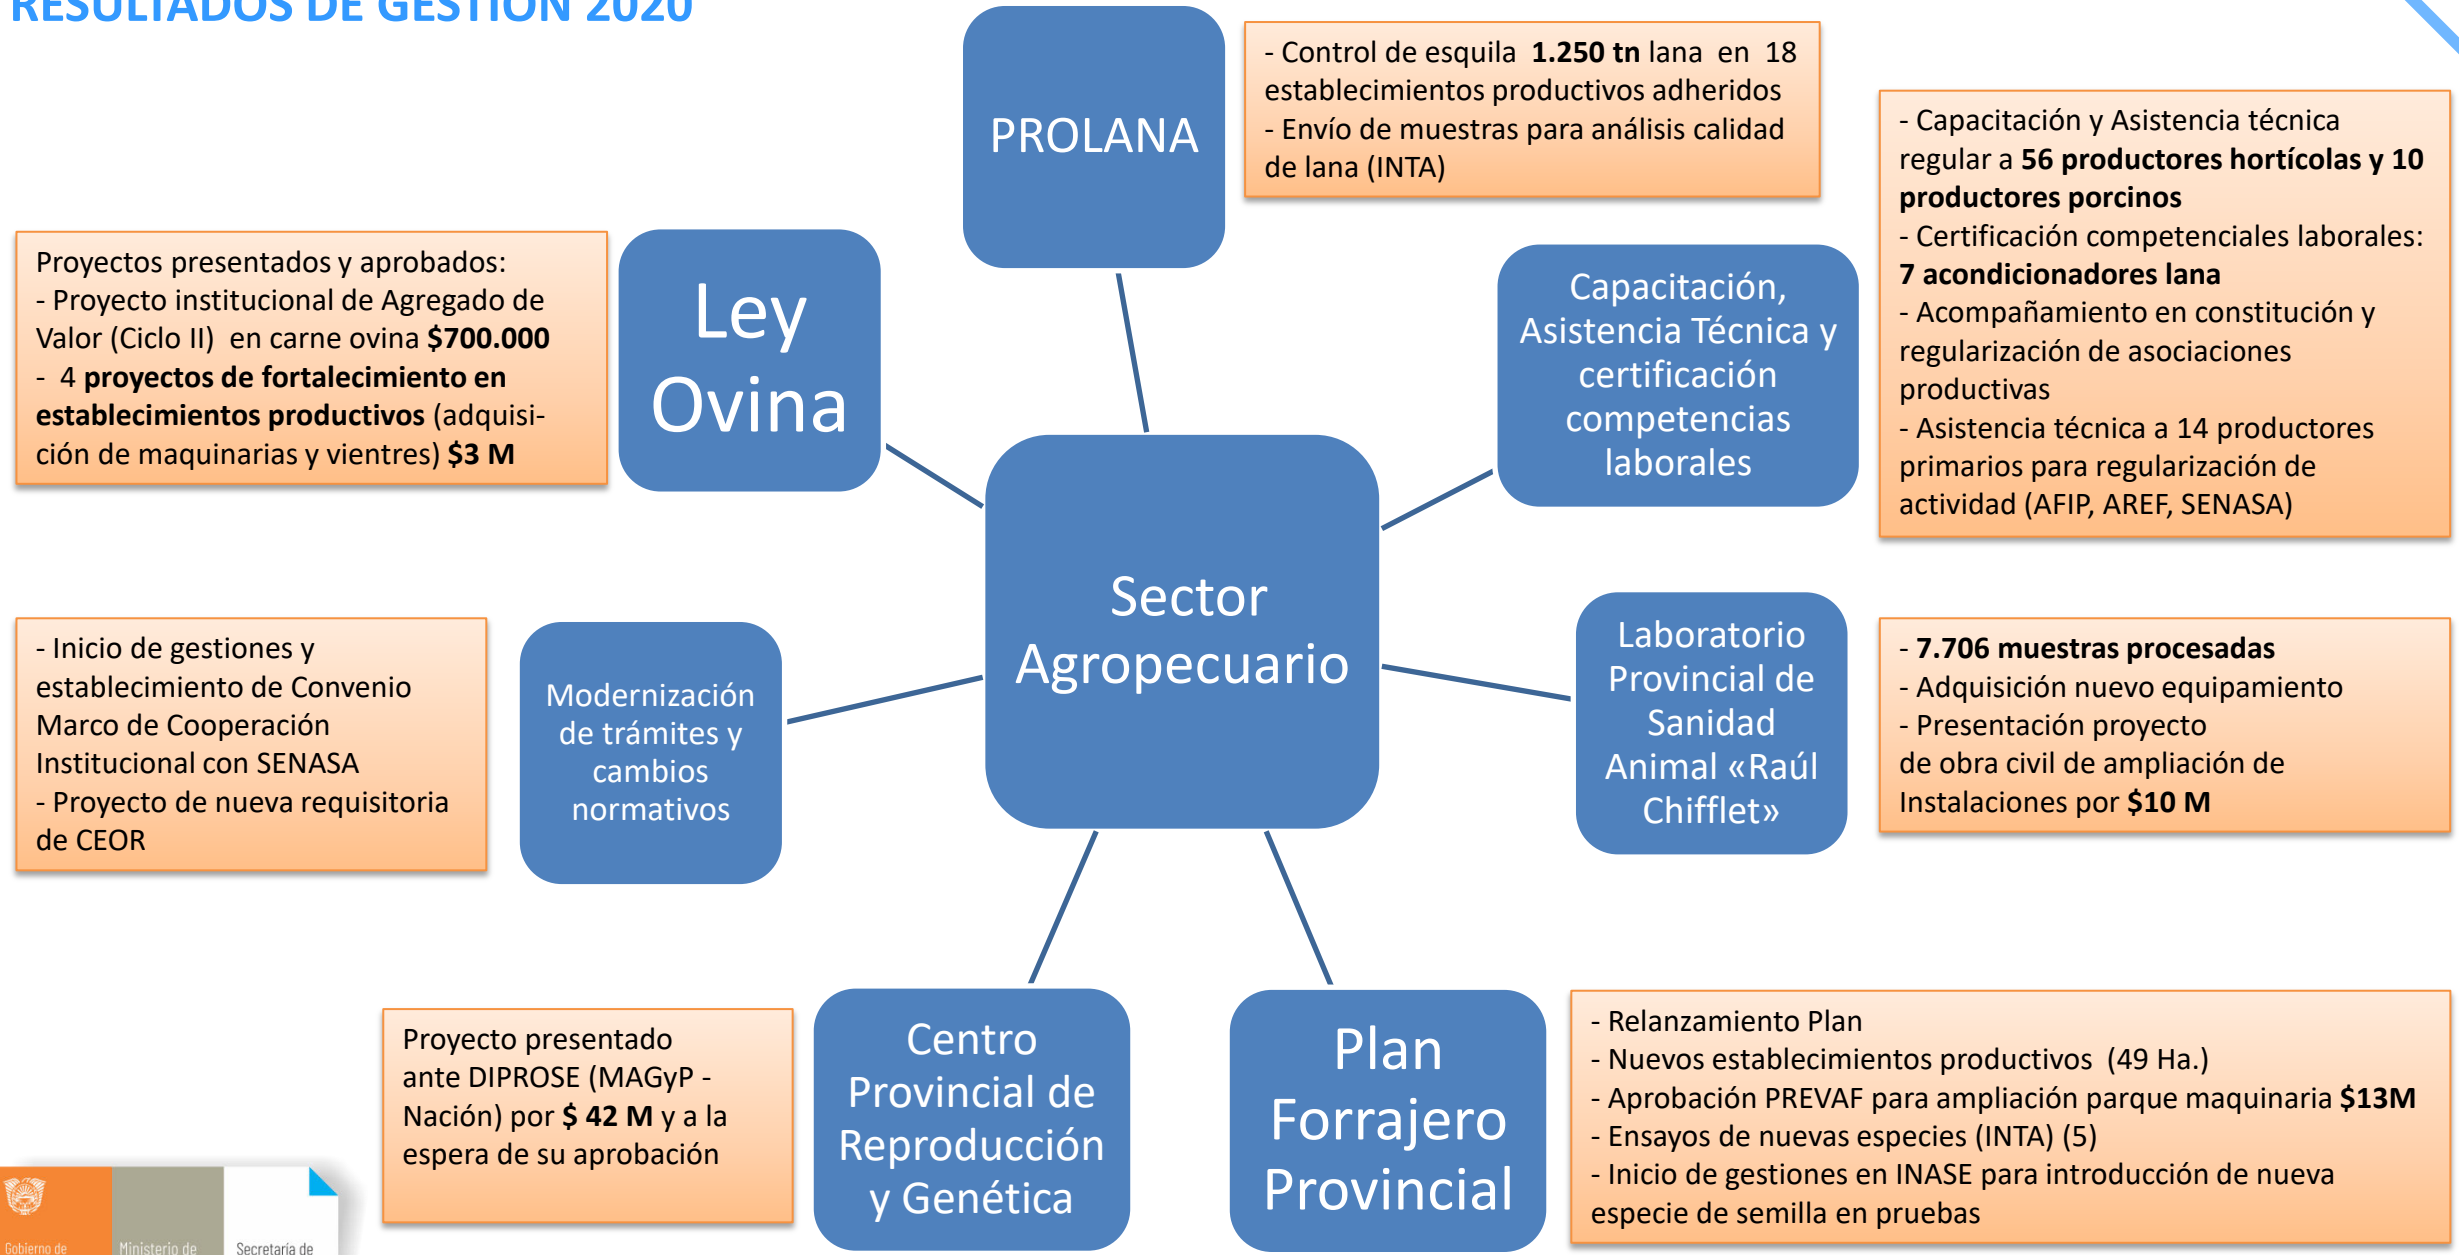 RESULTADOS DE GESTIÓN 2020
PROLANA
- Control de esquila 1.250 tn lana en 18
establecimientos productivos adheridos
- Envío de muestras para análisis calidad
de lana (INTA)
Capacitación,
Asistencia Técnica y
certificación
competencias
laborales
- Capacitación y Asistencia técnica
regular a 56 productores hortícolas y 10
productores porcinos
- Certificación competenciales laborales:
7 acondicionadores lana
- Acompañamiento en constitución y
regularización de asociaciones
productivas
- Asistencia técnica a 14 productores
primarios para regularización de
actividad (AFIP, AREF, SENASA)
Proyectos presentados y aprobados:
- Proyecto institucional de Agregado de
Valor (Ciclo II) en carne ovina $700.000
- 4 proyectos de fortalecimiento en
establecimientos productivos (adquisi-
ción de maquinarias y vientres) $3 M
Ley
Ovina
Sector
Agropecuario
- Inicio de gestiones y
establecimiento de Convenio
Marco de Cooperación
Institucional con SENASA
- Proyecto de nueva requisitoria
de CEOR
Modernización
de trámites y
cambios
normativos
Laboratorio
Provincial de
Sanidad
Animal «Raúl
Chifflet»
- 7.706 muestras procesadas
- Adquisición nuevo equipamiento
- Presentación proyecto
de obra civil de ampliación de
Instalaciones por $10 M
Proyecto presentado
ante DIPROSE (MAGyP -
Nación) por $ 42 M y a la
espera de su aprobación
Centro
Provincial de
Reproducción
y Genética
Plan
Forrajero
Provincial
- Relanzamiento Plan
- Nuevos establecimientos productivos (49 Ha.)
- Aprobación PREVAF para ampliación parque maquinaria $13M
- Ensayos de nuevas especies (INTA) (5)
- Inicio de gestiones en INASE para introducción de nueva
especie de semilla en pruebas
Gobierno de
Ministerio de
Secretaría de